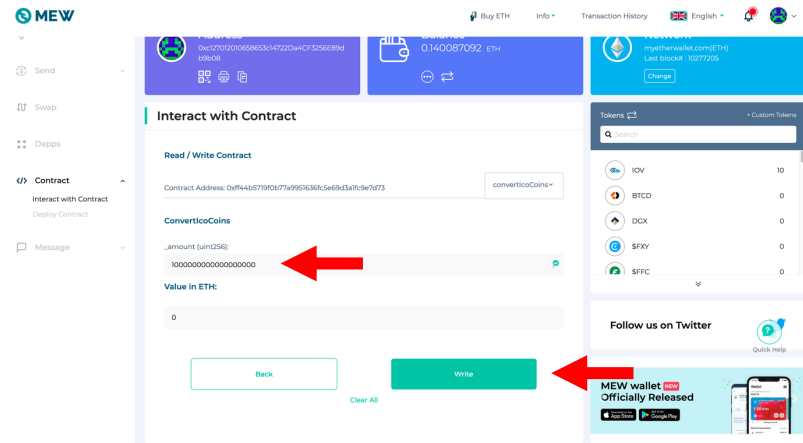 MEW
Buy ETH
Info
Transaction History
English
Address
0xc127012010658653c14722Da4CF3256E89d
b9b08
Balance
0.140087092 ETH
Network
myetherwallet.com(ETH)
Last block# : 10277205
Change
Send
Swap
Dapps
Contract
Interact with Contract
Deploy Contract
Message
Interact with Contract
Read / Write Contract
Contract Address: 0xff44b5719f0b77a9951636fc5e69d3a1fc9e7d73
convertIcoCoins
ConvertIcoCoins
_amount (uint256):
1000000000000000000
Value in ETH:
0
Back
Write
Clear All
Tokens
+ Custom Tokens
Search
IOV 10
BTCD 0
DGX 0
$FXY 0
$FFC 0
Follow us on Twitter
Quick Help
MEW wallet NEW
Officially Released
App Store
Google Play